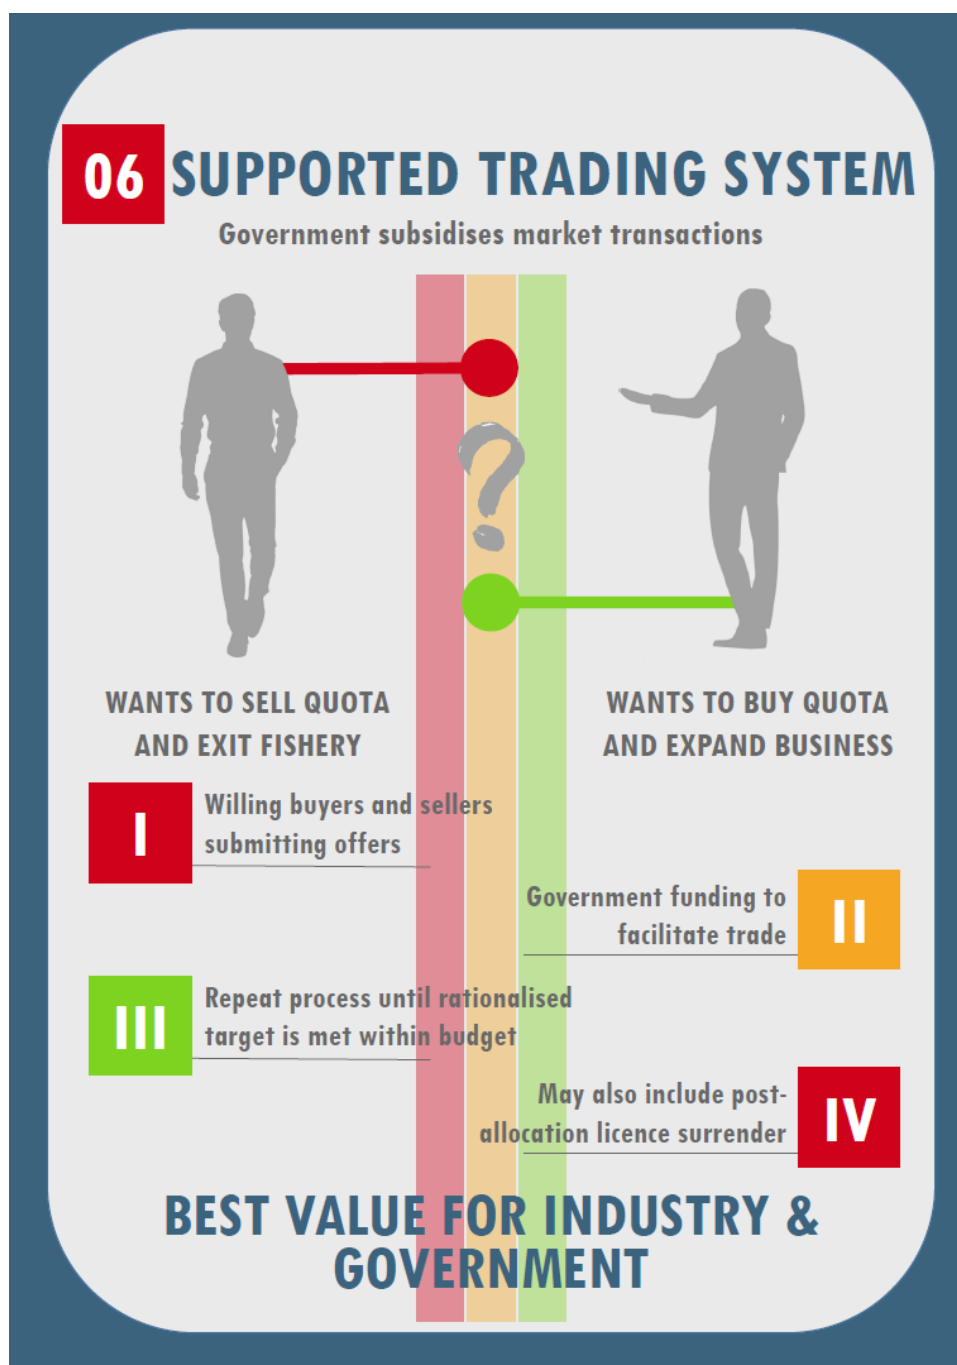 06 SUPPORTED TRADING SYSTEM
Government subsidises market transactions
?
WANTS TO SELL QUOTA
AND EXIT FISHERY
WANTS TO BUY QUOTA
AND EXPAND BUSINESS
I
Willing buyers and sellers
submitting offers
Government funding to
facilitate trade
II
III
Repeat process until rationalised
target is met within budget
May also include post-
allocation licence surrender
IV
BEST VALUE FOR INDUSTRY &
GOVERNMENT